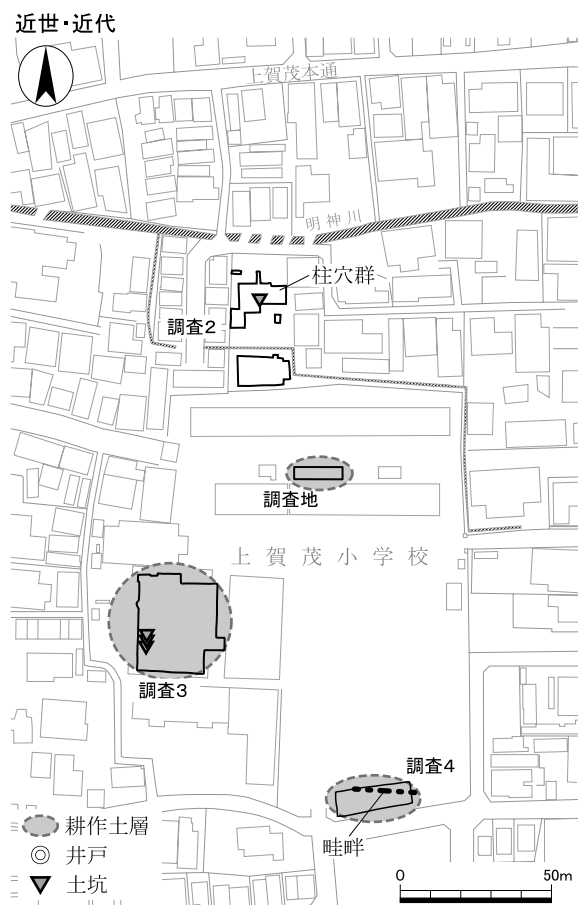 近世・近代
上賀茂本通
明神川
柱穴群
調査2
調査地
上賀茂小学校
調査3
調査4
畦畔
耕作土層
井戸
土坑
0 50m